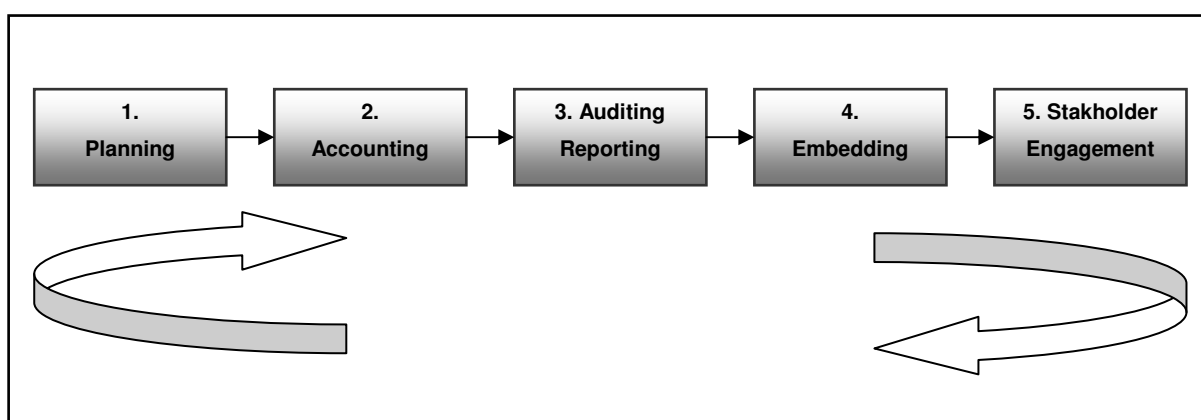 1.
Planning
2.
Accounting
3. Auditing
Reporting
4.
Embedding
5. Stakholder
Engagement